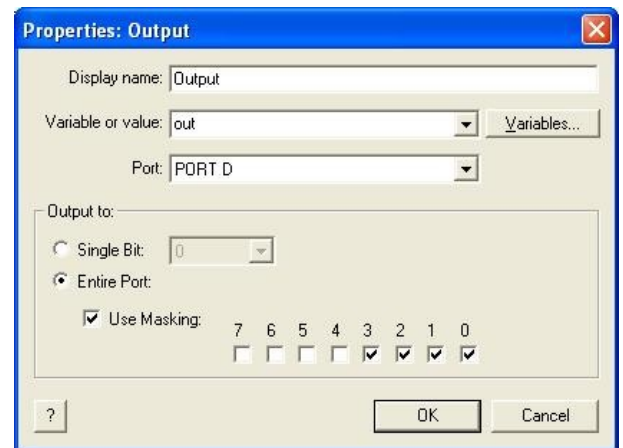 Properties: Output
Display name: Output
Variable or value: out Variables...
Port: PORT D
Output to:
Single Bit: 0
Entire Port:
Use Masking:
7 6 5 4 3 2 1 0
? OK Cancel